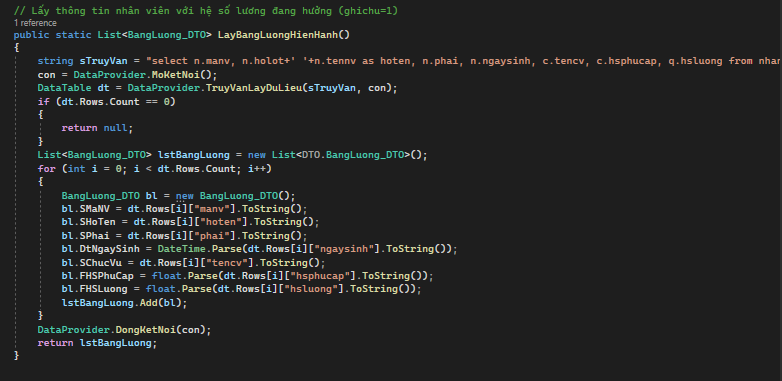 // Lấy thông tin nhân viên với hệ số lương đang hưởng (ghichu=1)
1 reference
public static List<BangLuong_DTO> LayBangLuongHienHanh()
{
string sTruyVan = "select n.manv, n.holot+' '+n.tennv as hoten, n.phai, n.ngaysinh, c.tencv, c.hsphucap, q.hsluong from nhan
con = DataProvider.MoKetNoi();
DataTable dt = DataProvider.TruyVanLayDuLieu(sTruyVan, con);
if (dt.Rows.Count == 0)
{
return null;
}
List<BangLuong_DTO> lstBangLuong = new List<DTO.BangLuong_DTO>();
for (int i = 0; i < dt.Rows.Count; i++)
{
BangLuong_DTO bl = new BangLuong_DTO();
bl.SMaNV = dt.Rows[i]["manv"].ToString();
bl.SHoTen = dt.Rows[i]["hoten"].ToString();
bl.SPhai = dt.Rows[i]["phai"].ToString();
bl.DtNgaySinh = DateTime.Parse(dt.Rows[i]["ngaysinh"].ToString());
bl.SChucVu = dt.Rows[i]["tencv"].ToString();
bl.FHSPhuCap = float.Parse(dt.Rows[i]["hsphucap"].ToString());
bl.FHSLuong = float.Parse(dt.Rows[i]["hsluong"].ToString());
lstBangLuong.Add(bl);
}
DataProvider.DongKetNoi(con);
return lstBangLuong;
}